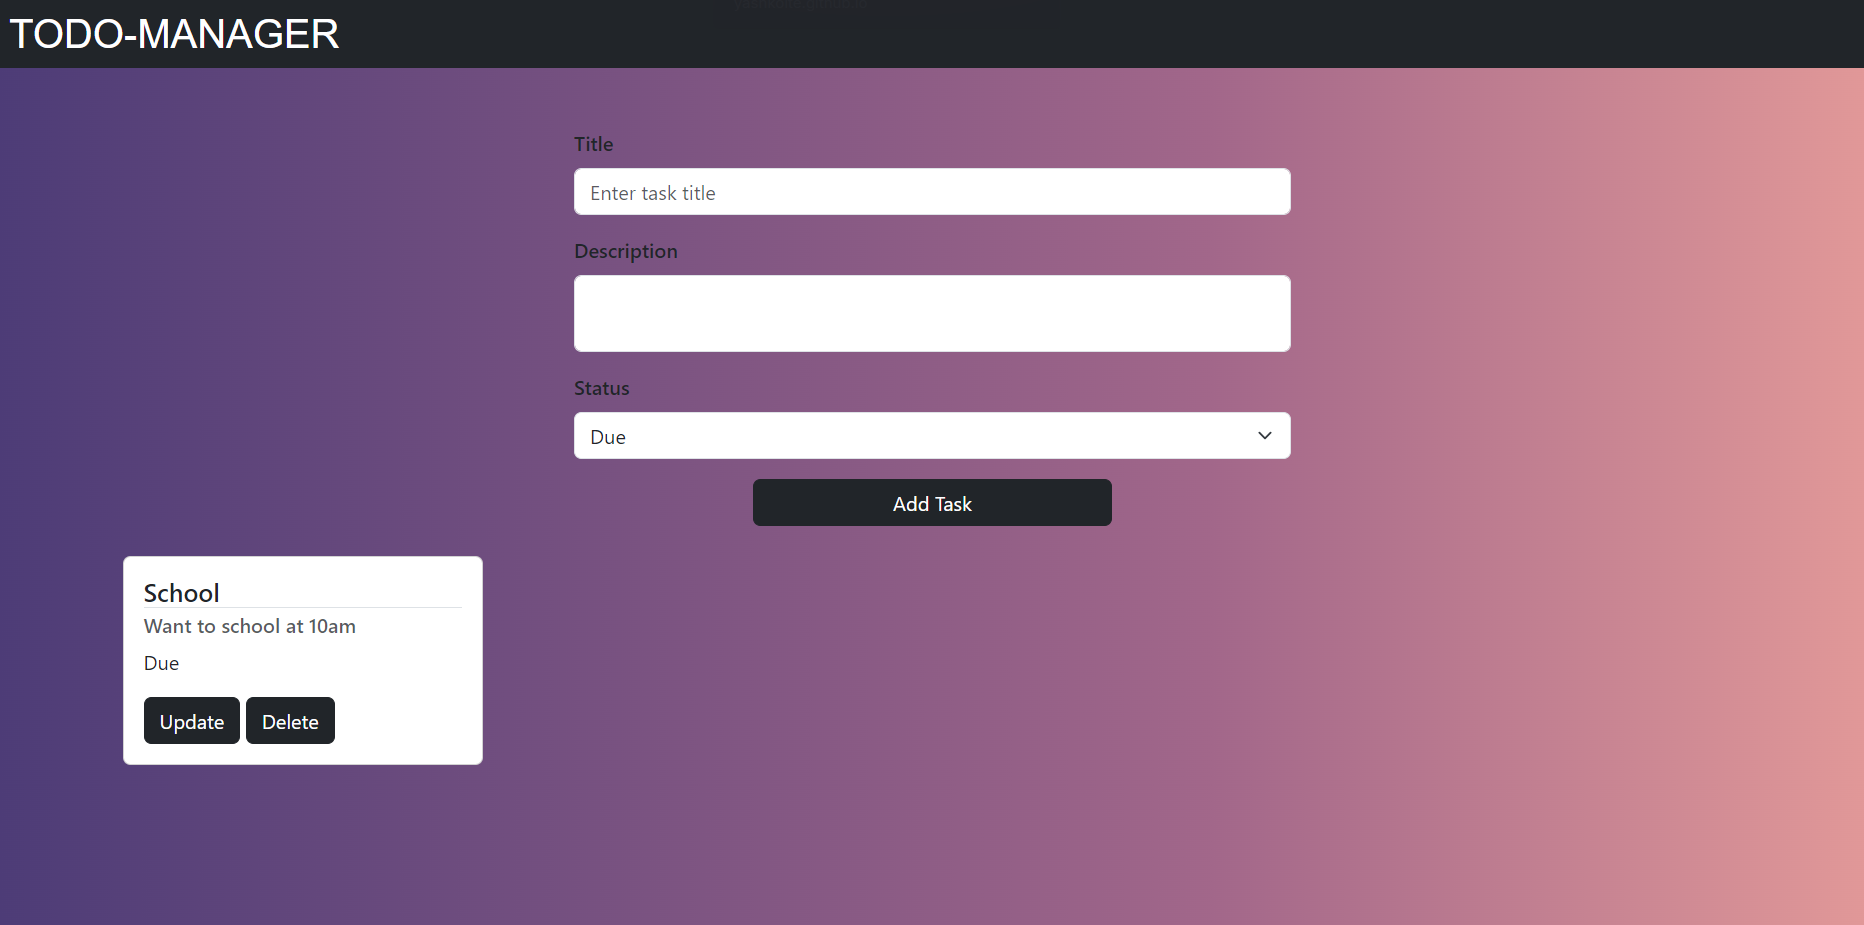 TODO-MANAGER
Title
Enter task title
Description
Status
Due
Add Task
School
Want to school at 10am
Due
Update Delete